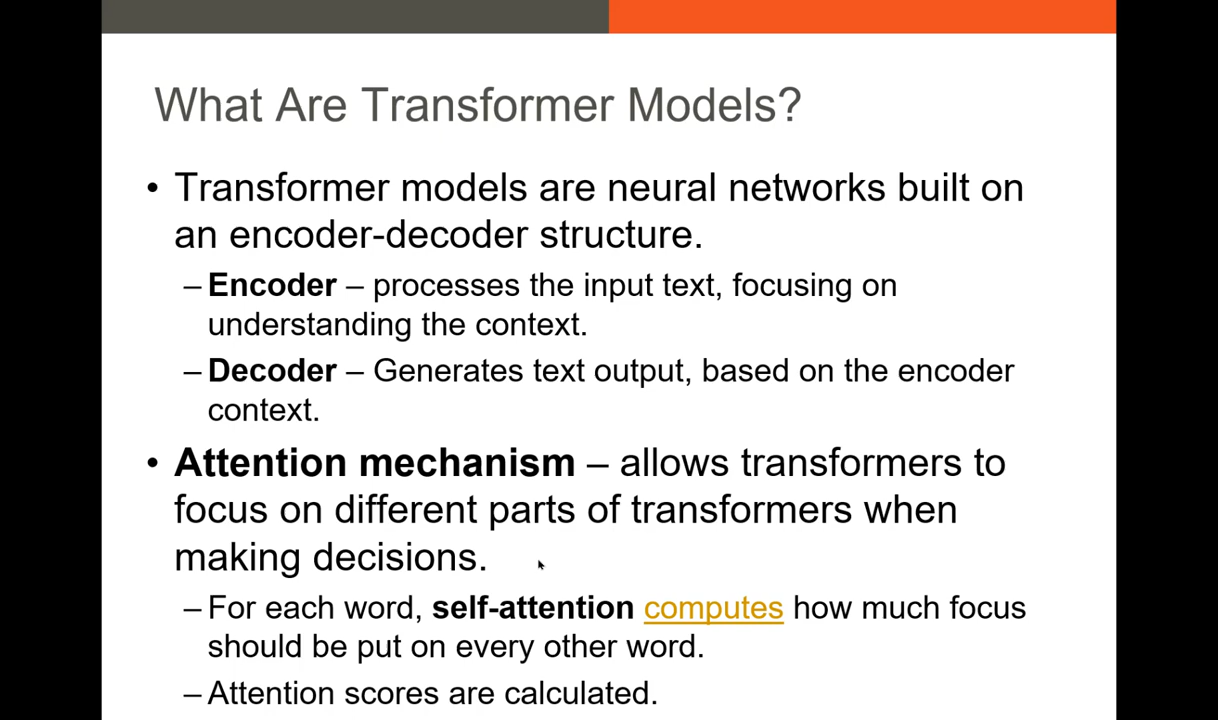 What Are Transformer Models?
• Transformer models are neural networks built on
an encoder-decoder structure.
– Encoder – processes the input text, focusing on
understanding the context.
– Decoder – Generates text output, based on the encoder
context.
• Attention mechanism – allows transformers to
focus on different parts of transformers when
making decisions.
– For each word, self-attention computes how much focus
should be put on every other word.
– Attention scores are calculated.